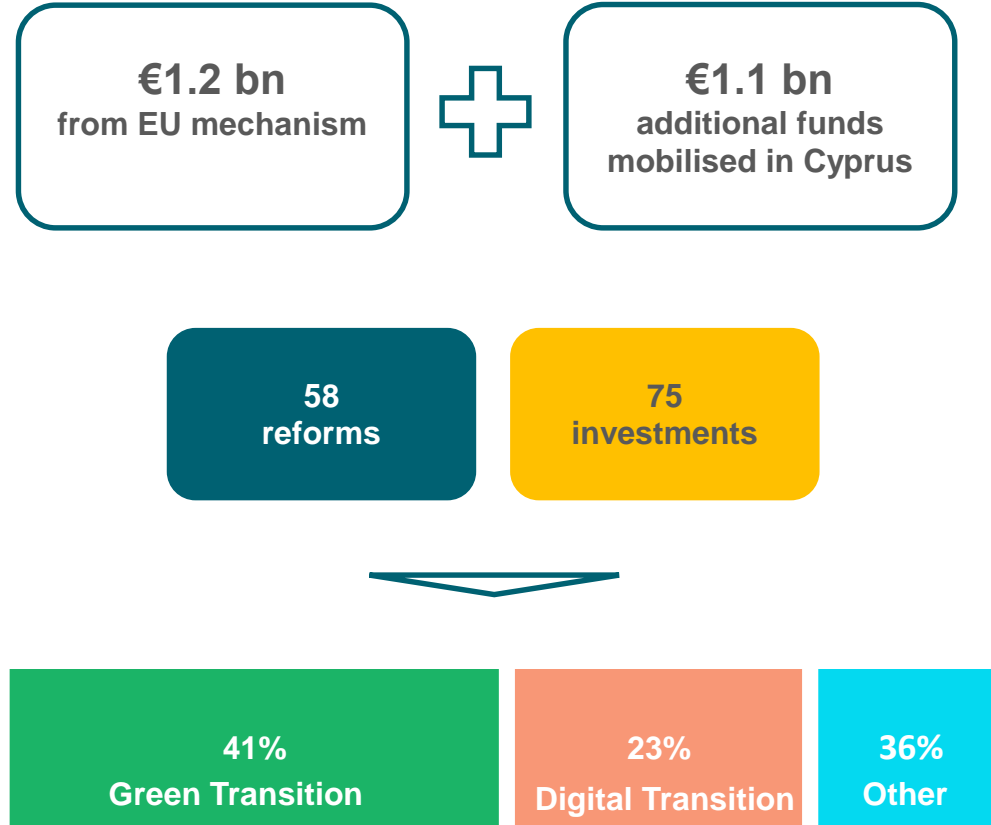 €1.2 bn
from EU mechanism
€1.1 bn
additional funds
mobilised in Cyprus
58
reforms
75
investments
41%
Green Transition
23%
Digital Transition
36%
Other